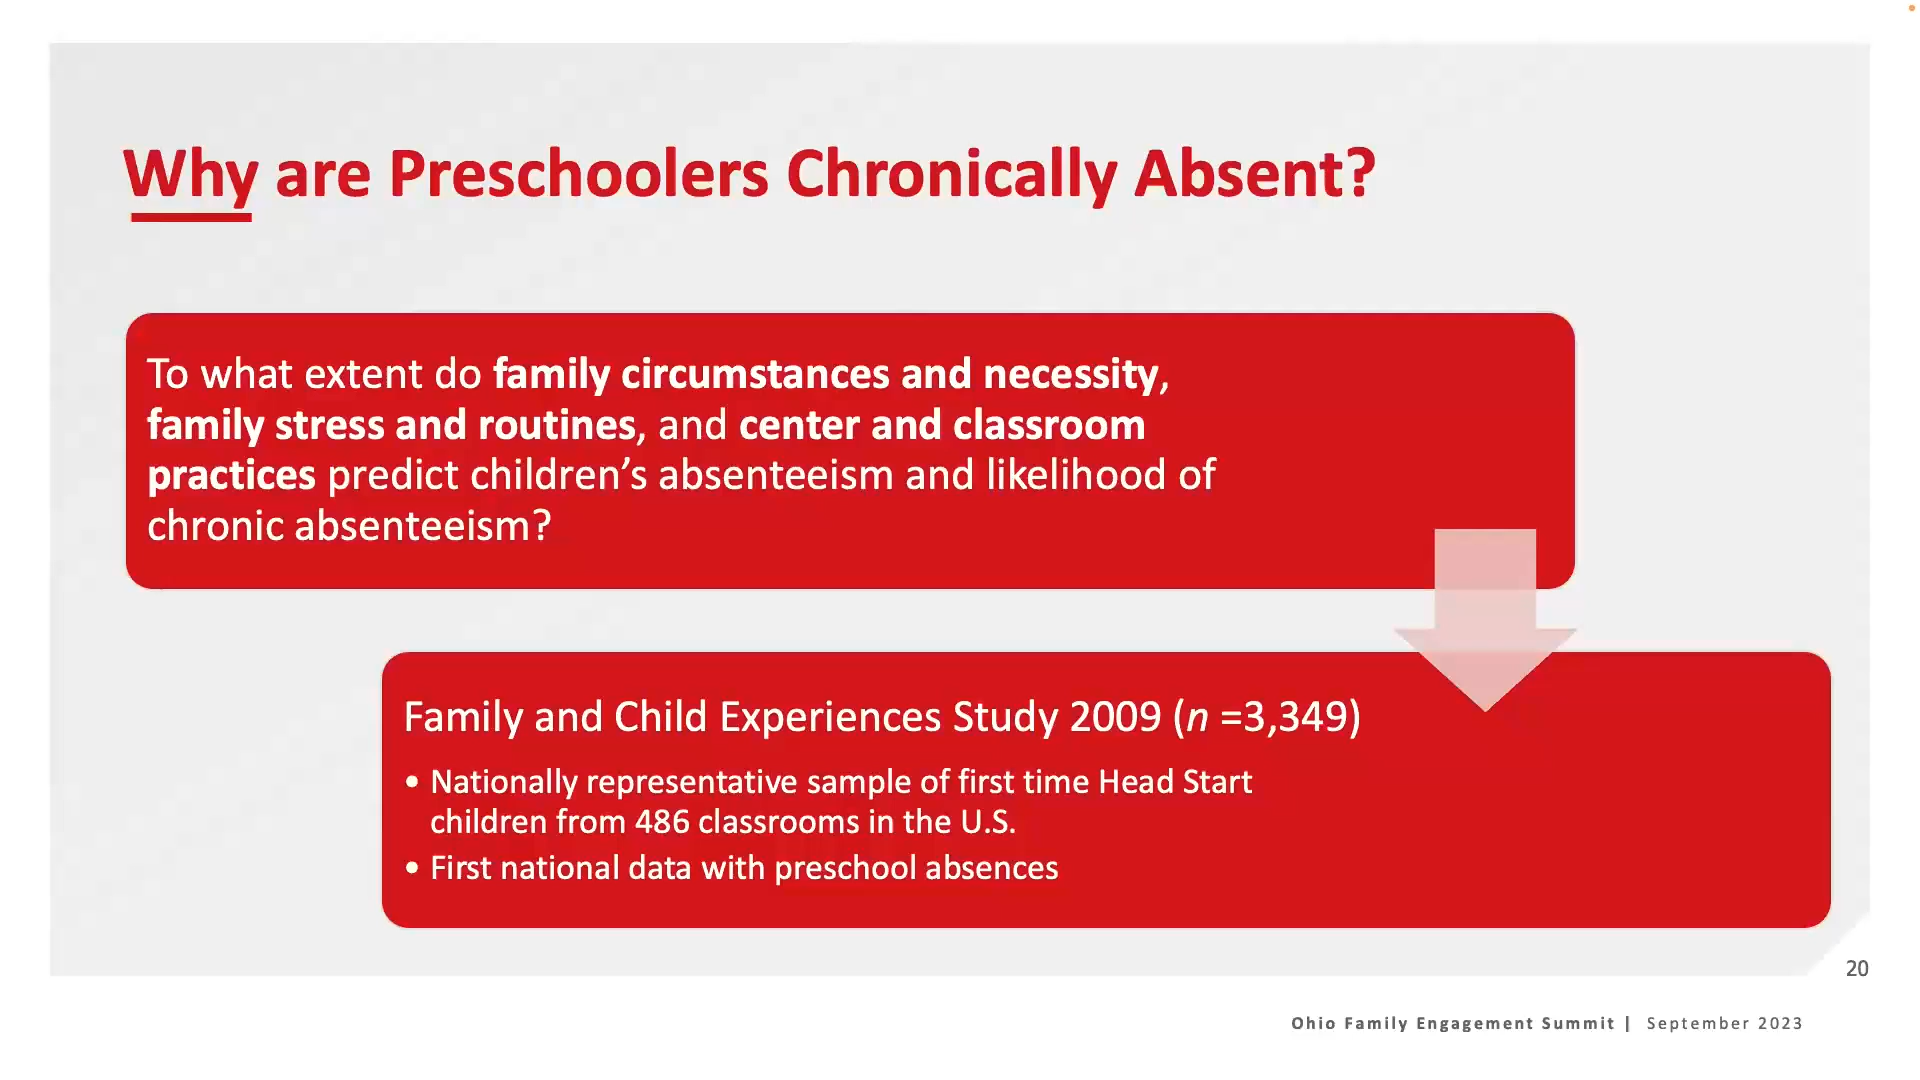 Why are Preschoolers Chronically Absent?
To what extent do family circumstances and necessity,
family stress and routines, and center and classroom
practices predict children’s absenteeism and likelihood of
chronic absenteeism?
Family and Child Experiences Study 2009 (n =3,349)
• Nationally representative sample of first time Head Start
children from 486 classrooms in the U.S.
• First national data with preschool absences
20
Ohio Family Engagement Summit | September 2023